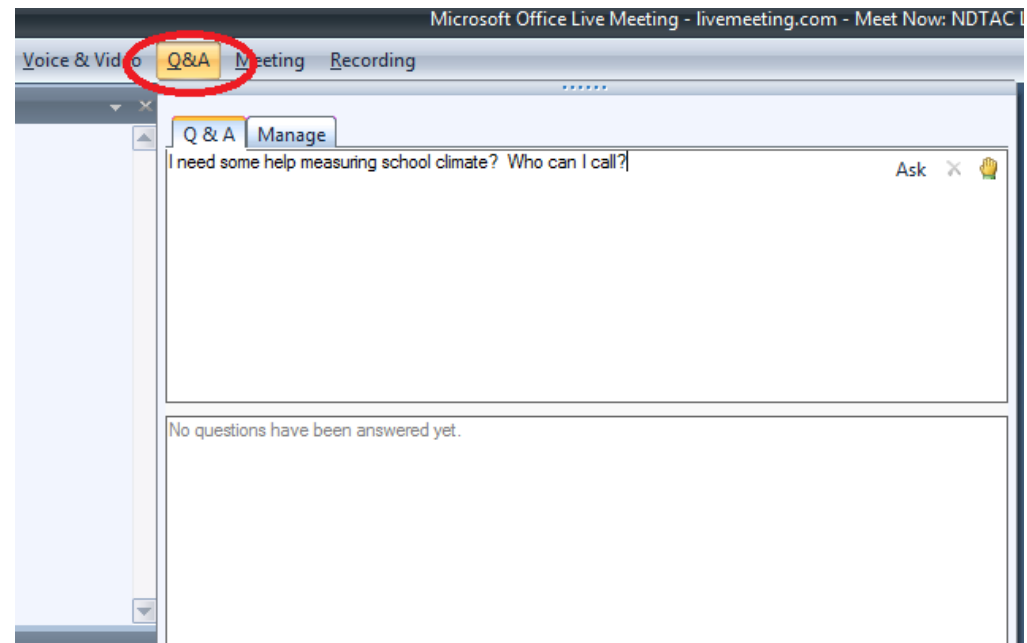 Microsoft Office Live Meeting - livemeeting.com - Meet Now: NDTAC L
Voice & Video Q&A Meeting Recording
Q & A Manage
I need some help measuring school climate?  Who can I call?
Ask
No questions have been answered yet.